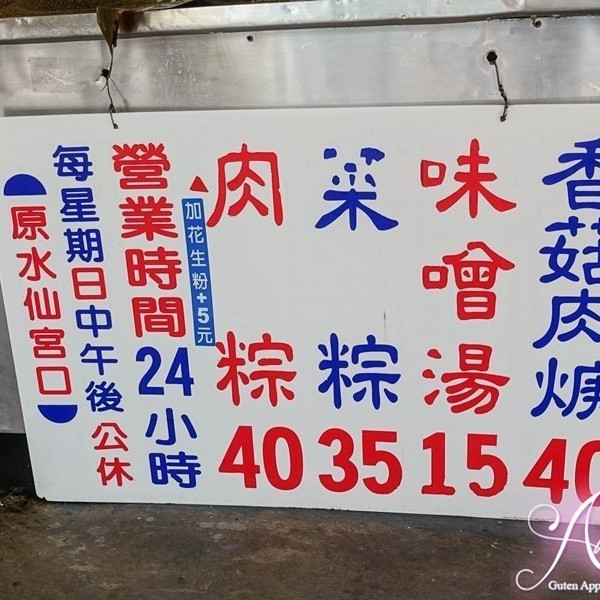 香菇肉焿 40
味噌湯 15
菜粽 35
肉粽 40
▲加花生粉+5元
營業時間24小時
每星期日中午後公休
原水仙宮口
Guten App